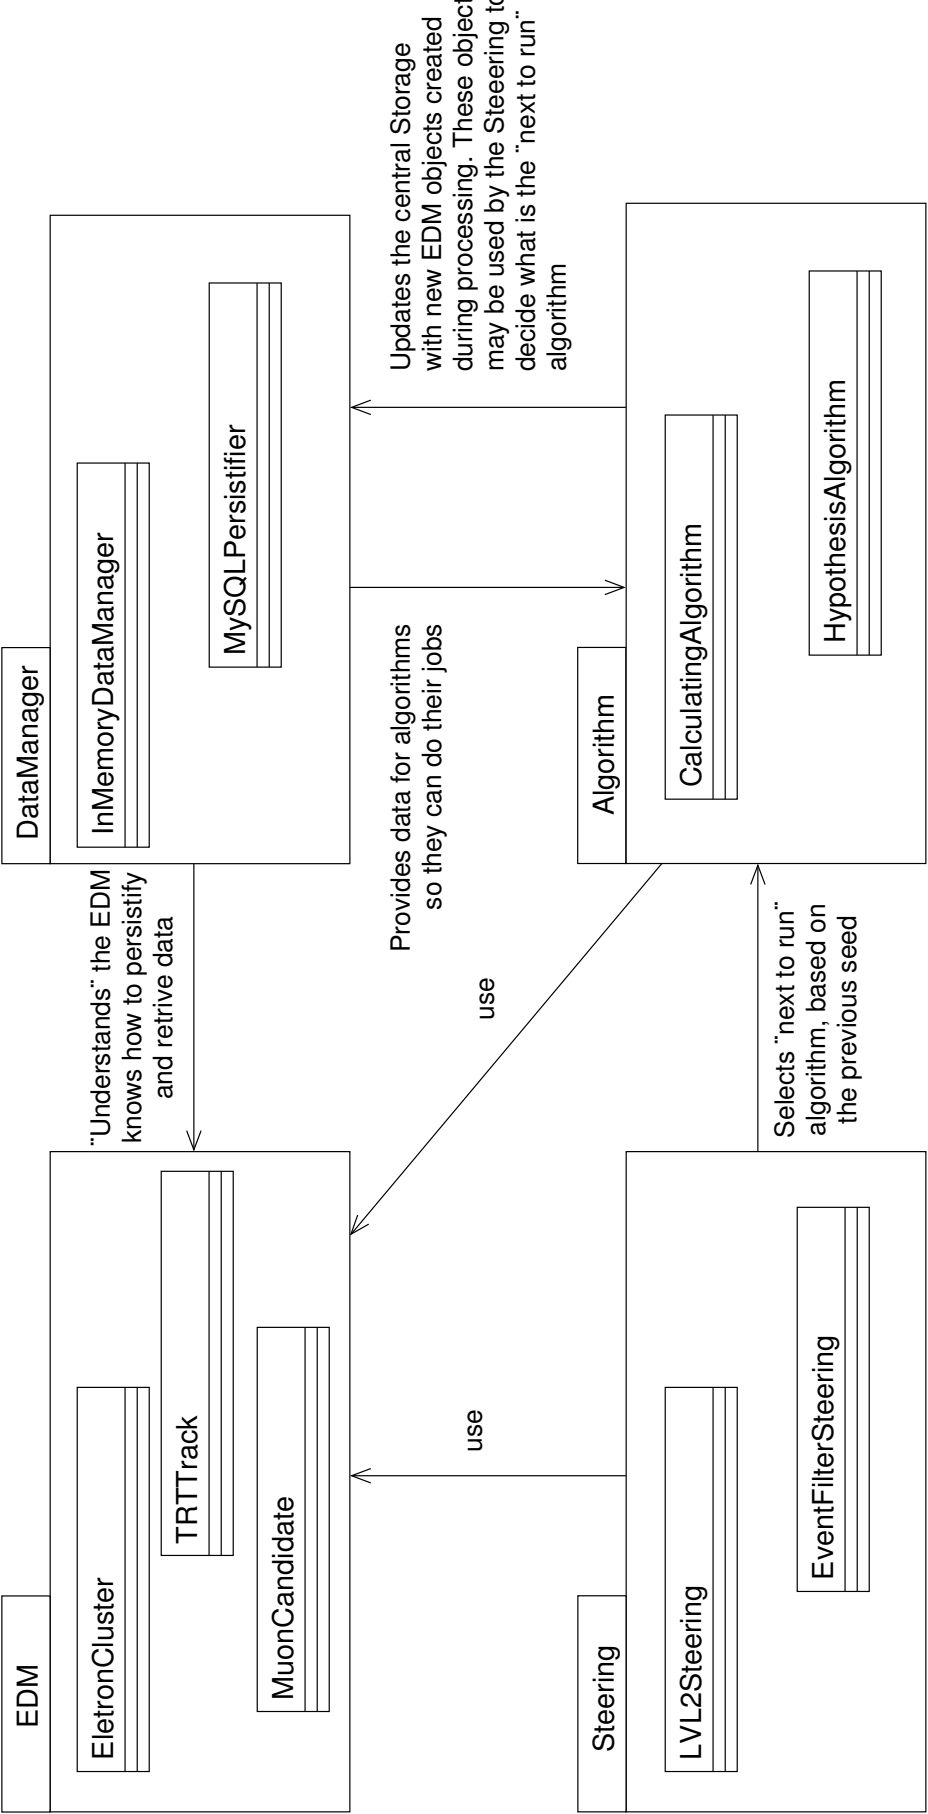 EDM
EletronCluster
TRTTrack
MuonCandidate
¨Understands¨ the EDM
knows how to persistify
and retrive data
DataManager
InMemoryDataManager
MySQLPersistifier
use
use
Provides data for algorithms
so they can do their jobs
Updates the central Storage
with new EDM objects created
during processing. These object
may be used by the Steeering to
decide what is the ¨next to run¨
algorithm
Steering
LVL2Steering
EventFilterSteering
Selects ¨next to run¨
algorithm, based on
the previous seed
Algorithm
CalculatingAlgorithm
HypothesisAlgorithm